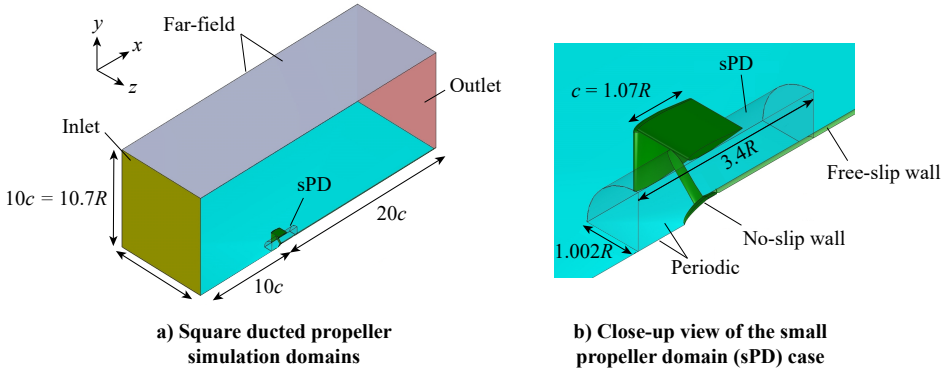 y
x
z
Far-field
Inlet
Outlet
sPD
10c = 10.7R
20c
10c
a) Square ducted propeller
simulation domains
sPD
c = 1.07R
3.4R
Free-slip wall
No-slip wall
1.002R
Periodic
b) Close-up view of the small
propeller domain (sPD) case